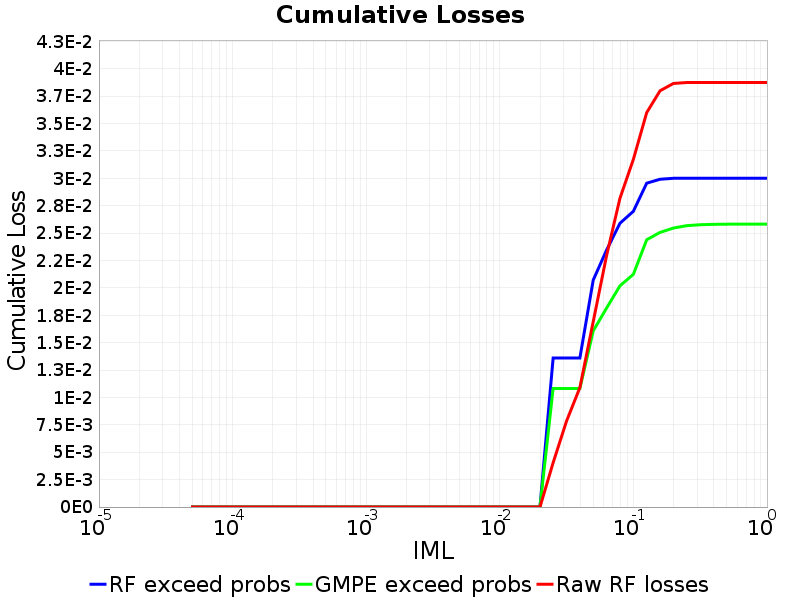 Cumulative Losses
4.3E-2
4E-2
3.7E-2
3.5E-2
3.3E-2
3E-2
2.8E-2
2.5E-2
2.2E-2
2E-2
1.8E-2
1.5E-2
1.3E-2
1E-2
7.5E-3
5E-3
2.5E-3
0E0
Cumulative Loss
10^-5 10^-4 10^-3 10^-2 10^-1 10^0
IML
RF exceed probs GMPE exceed probs Raw RF losses